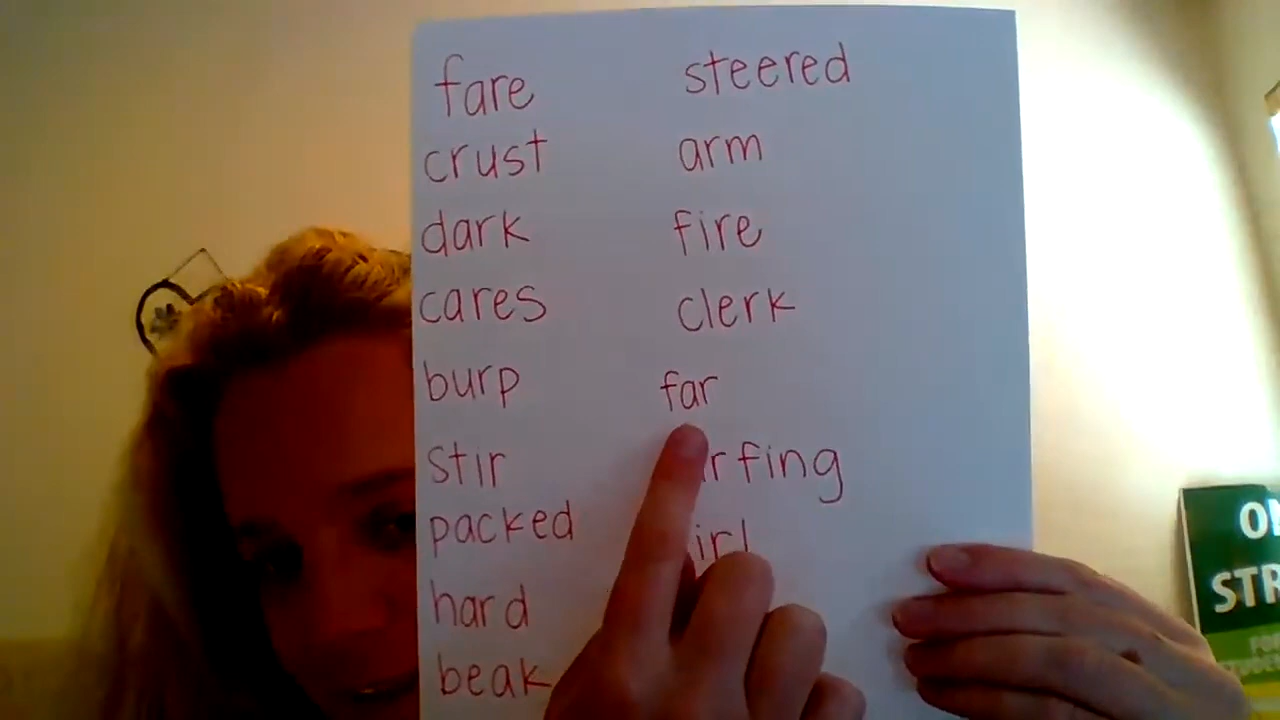 fare
crust
dark
cares
burp
stir
packed
hard
beak
steered
arm
fire
clerk
far